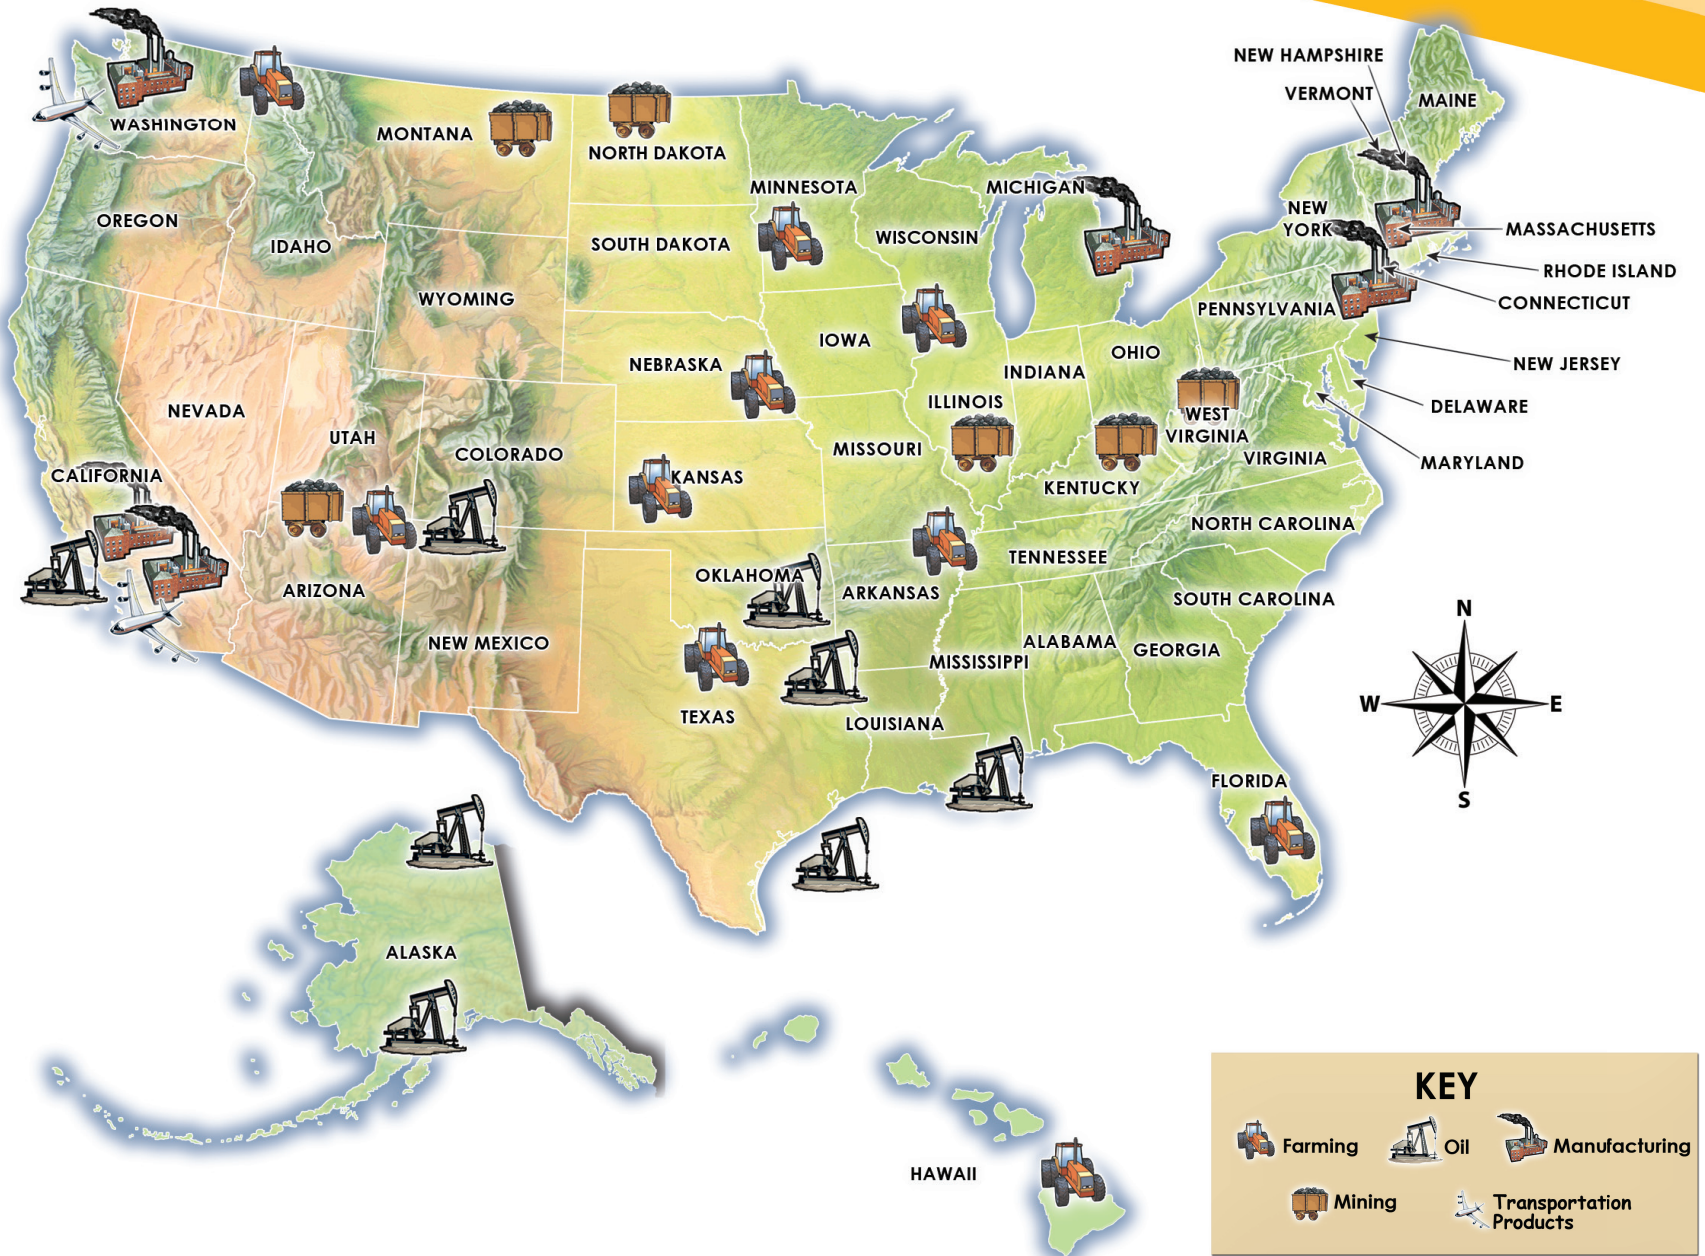 NEW HAMPSHIRE
VERMONT
MAINE
WASHINGTON
MONTANA
NORTH DAKOTA
MINNESOTA
MICHIGAN
OREGON
IDAHO
SOUTH DAKOTA
WISCONSIN
NEW
YORK
MASSACHUSETTS
RHODE ISLAND
WYOMING
CONNECTICUT
PENNSYLVANIA
IOWA
OHIO
NEBRASKA
INDIANA
NEW JERSEY
NEVADA
ILLINOIS
WEST
VIRGINIA
DELAWARE
UTAH
COLORADO
MISSOURI
VIRGINIA
MARYLAND
CALIFORNIA
KANSAS
KENTUCKY
NORTH CAROLINA
TENNESSEE
OKLAHOMA
ARIZONA
ARKANSAS
SOUTH CAROLINA
NEW MEXICO
ALABAMA
GEORGIA
MISSISSIPPI
TEXAS
LOUISIANA
N
W
E
S
FLORIDA
ALASKA
HAWAII
KEY
Farming
Oil
Manufacturing
Mining
Transportation
Products